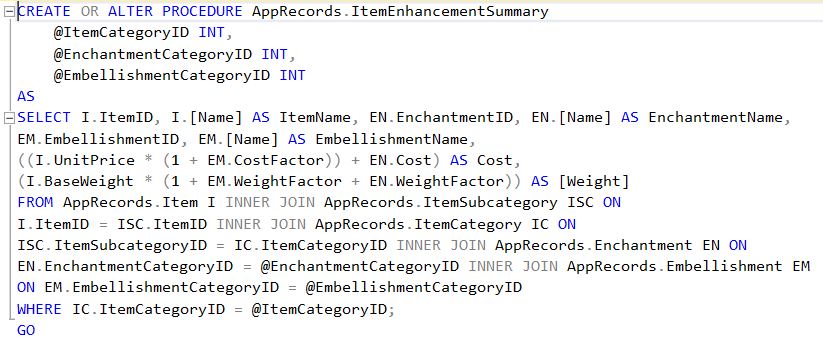 CREATE OR ALTER PROCEDURE AppRecords.ItemEnhancementSummary
@ItemCategoryID INT,
@EnchantmentCategoryID INT,
@EmbellishmentCategoryID INT
AS
SELECT I.ItemID, I.[Name] AS ItemName, EN.EnchantmentID, EN.[Name] AS EnchantmentName,
EM.EmbellishmentID, EM.[Name] AS EmbellishmentName,
((I.UnitPrice * (1 + EM.CostFactor)) + EN.Cost) AS Cost,
(I.BaseWeight * (1 + EM.WeightFactor + EN.WeightFactor)) AS [Weight]
FROM AppRecords.Item I INNER JOIN AppRecords.ItemSubcategory ISC ON
I.ItemID = ISC.ItemID INNER JOIN AppRecords.ItemCategory IC ON
ISC.ItemSubcategoryID = IC.ItemCategoryID INNER JOIN AppRecords.Enchantment EN ON
EN.EnchantmentCategoryID = @EnchantmentCategoryID INNER JOIN AppRecords.Embellishment EM
ON EM.EmbellishmentCategoryID = @EmbellishmentCategoryID
WHERE IC.ItemCategoryID = @ItemCategoryID;
GO